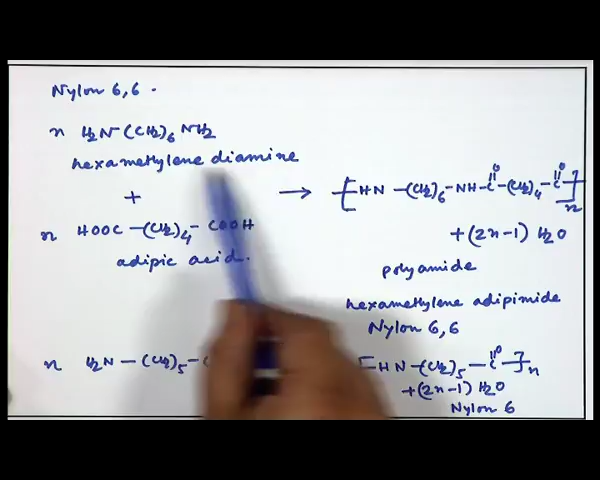 Nylon 6,6.
n H2N (CH2)6 NH2
hexamethylene diamine
+
n HOOC-(CH2)4-COOH
adipic acid.
→ [HN-(CH2)6-NH-C(=O)-(CH2)4-C(=O)]n
+(2n-1) H2O
polyamide
hexamethylene adipimide
Nylon 6,6
n H2N-(CH2)5-C
[HN-(CH2)5-C(=O)]n
+(2n-1) H2O
Nylon 6